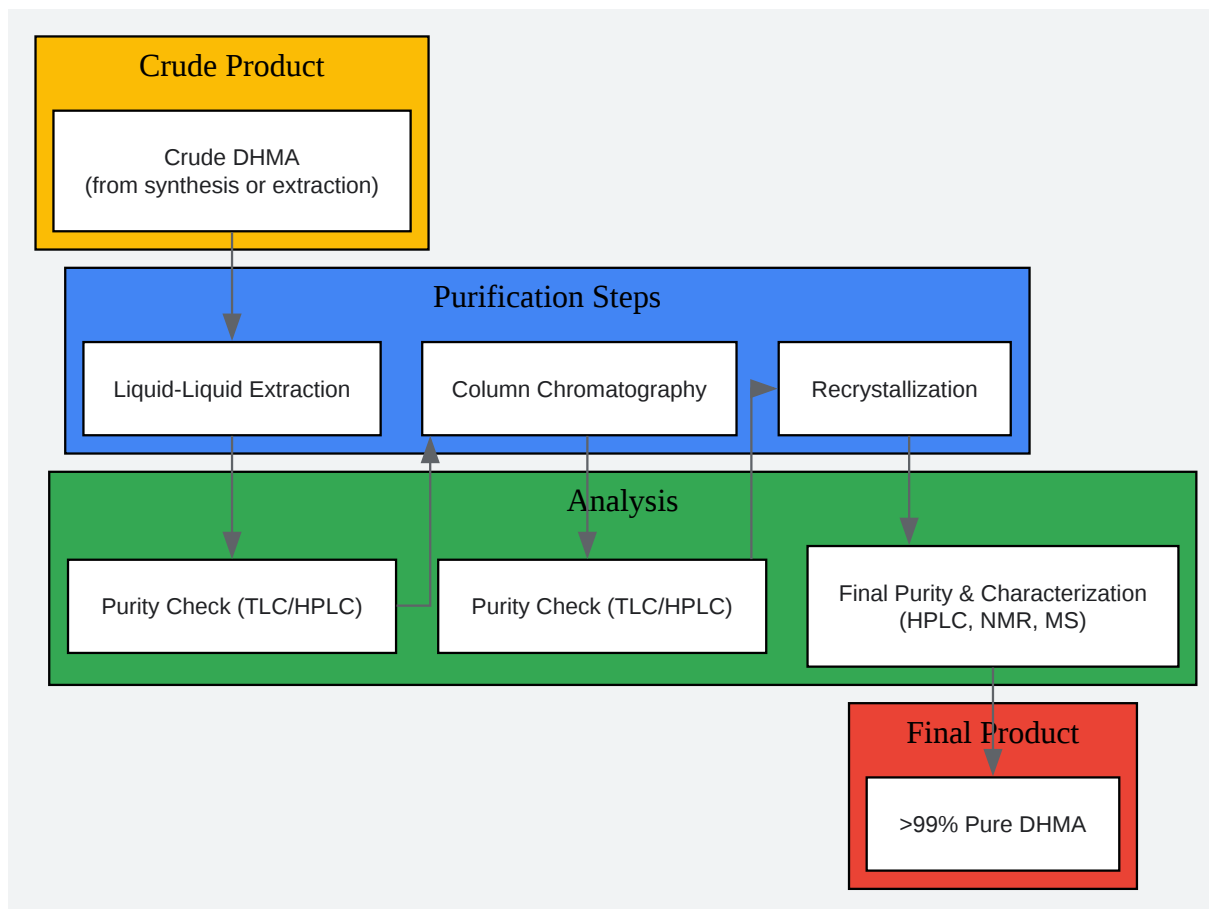 Crude Product
Crude DHMA
(from synthesis or extraction)
Purification Steps
Liquid-Liquid Extraction
Column Chromatography
Recrystallization
Analysis
Purity Check (TLC/HPLC)
Purity Check (TLC/HPLC)
Final Purity & Characterization
(HPLC, NMR, MS)
Final Product
>99% Pure DHMA